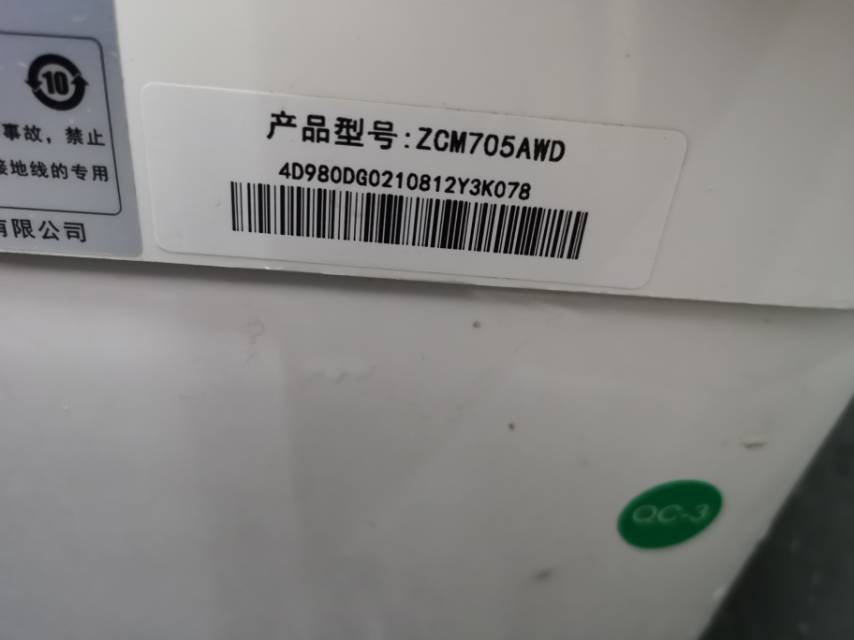 10
事故，禁止
接地线的专用
有限公司
产品型号:ZCM705AWD
4D980DG0210812Y3K078
QC-3